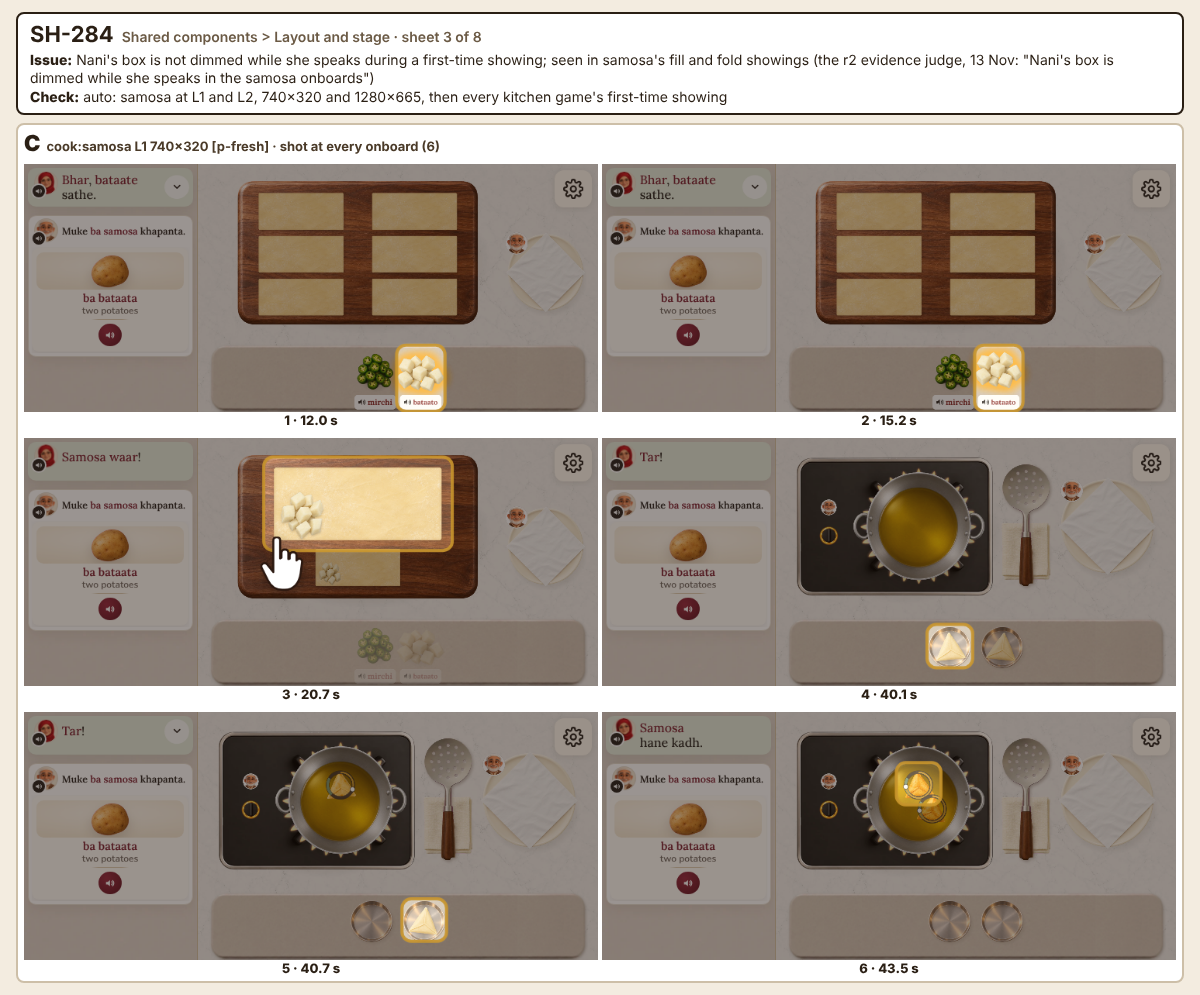 SH-284 Shared components > Layout and stage · sheet 3 of 8
Issue: Nani's box is not dimmed while she speaks during a first-time showing; seen in samosa's fill and fold showings (the r2 evidence judge, 13 Nov: "Nani's box is
dimmed while she speaks in the samosa onboards")
Check: auto: samosa at L1 and L2, 740×320 and 1280×665, then every kitchen game's first-time showing
C cook:samosa L1 740×320 [p-fresh] · shot at every onboard (6)
Bhar, bataate
sathe.
Muke ba samosa khapanta.
ba bataata
two potatoes
mirchi
bataato
1 · 12.0 s
Bhar, bataate
sathe.
Muke ba samosa khapanta.
ba bataata
two potatoes
mirchi
bataato
2 · 15.2 s
Samosa waar!
Muke ba samosa khapanta.
ba bataata
two potatoes
mirchi
bataato
3 · 20.7 s
Tar!
Muke ba samosa khapanta.
ba bataata
two potatoes
4 · 40.1 s
Tar!
Muke ba samosa khapanta.
ba bataata
two potatoes
5 · 40.7 s
Samosa
hane kadh.
Muke ba samosa khapanta.
ba bataata
two potatoes
6 · 43.5 s